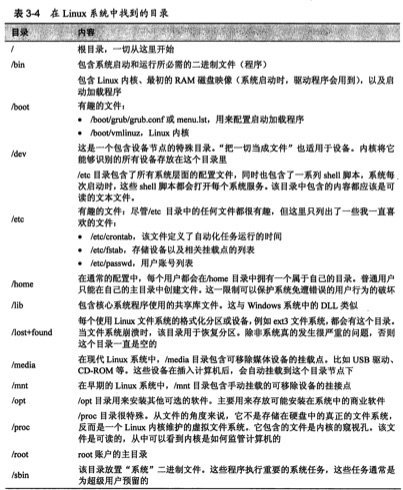 表 3-4 在 Linux 系统中找到的目录
目录 内容
/ 根目录，一切从这里开始
/bin 包含系统启动和运行所必需的二进制文件（程序）
包含 Linux 内核、最初的 RAM 磁盘映像（系统启动时，驱动程序会用到），以及启
动加载程序
/boot 有趣的文件：
• /boot/grub/grub.conf 或 menu.lst，用来配置启动加载程序
• /boot/vmlinuz，Linux 内核
/dev 这是一个包含设备节点的特殊目录。“把一切当成文件”也适用于设备。内核将它
能够识别的所有设备存放在这个目录里
/etc 目录包含了所有系统层面的配置文件，同时也包含了一系列 shell 脚本，系统每
次启动时，这些 shell 脚本都会打开每个系统服务。该目录中包含的内容都应该是可
读的文本文件。
/etc 有趣的文件：尽管/etc 目录中的任何文件都很有趣，但这里只列出了一些我一直喜
欢的文件：
• /etc/crontab，该文件定义了自动化任务运行的时间
• /etc/fstab，存储设备以及相关挂载点的列表
• /etc/passwd，用户账号列表
/home 在通常的配置中，每个用户都会在/home 目录中拥有一个属于自己的目录。普通用户
只能在自己的主目录中创建文件。这一限制可以保护系统免遭错误的用户行为的破坏
/lib 包含核心系统程序使用的共享库文件。这与 Windows 系统中的 DLL 类似
每个使用 Linux 文件系统的格式化分区或设备，例如 ext3 文件系统，都会有这个目录。
/lost+found 当文件系统崩溃时，该目录用于恢复分区。除非系统真的发生很严重的问题，否则
这个目录一直是空的
/media 在现代 Linux 系统中，/media 目录包含可移除媒体设备的挂载点。比如 USB 驱动、
CD-ROM 等。这些设备在插入计算机后，会自动挂载到这个目录节点下
/mnt 在早期的 Linux 系统中，/mnt 目录包含手动挂载的可移除设备的挂接点
/opt /opt 目录用来安装其他可选的软件。主要用来存放可能安装在系统中的商业软件
/proc 目录很特殊。从文件的角度来说，它不是存储在硬盘中的真正的文件系统，
/proc 反而是一个 Linux 内核维护的虚拟文件系统。它包含的文件是内核的窥视孔。该文
件是可读的，从中可以看到内核是如何监管计算机的
/root root 账户的主目录
/sbin 该目录放置“系统”二进制文件。这些程序执行重要的系统任务，这些任务通常是
为超级用户预留的